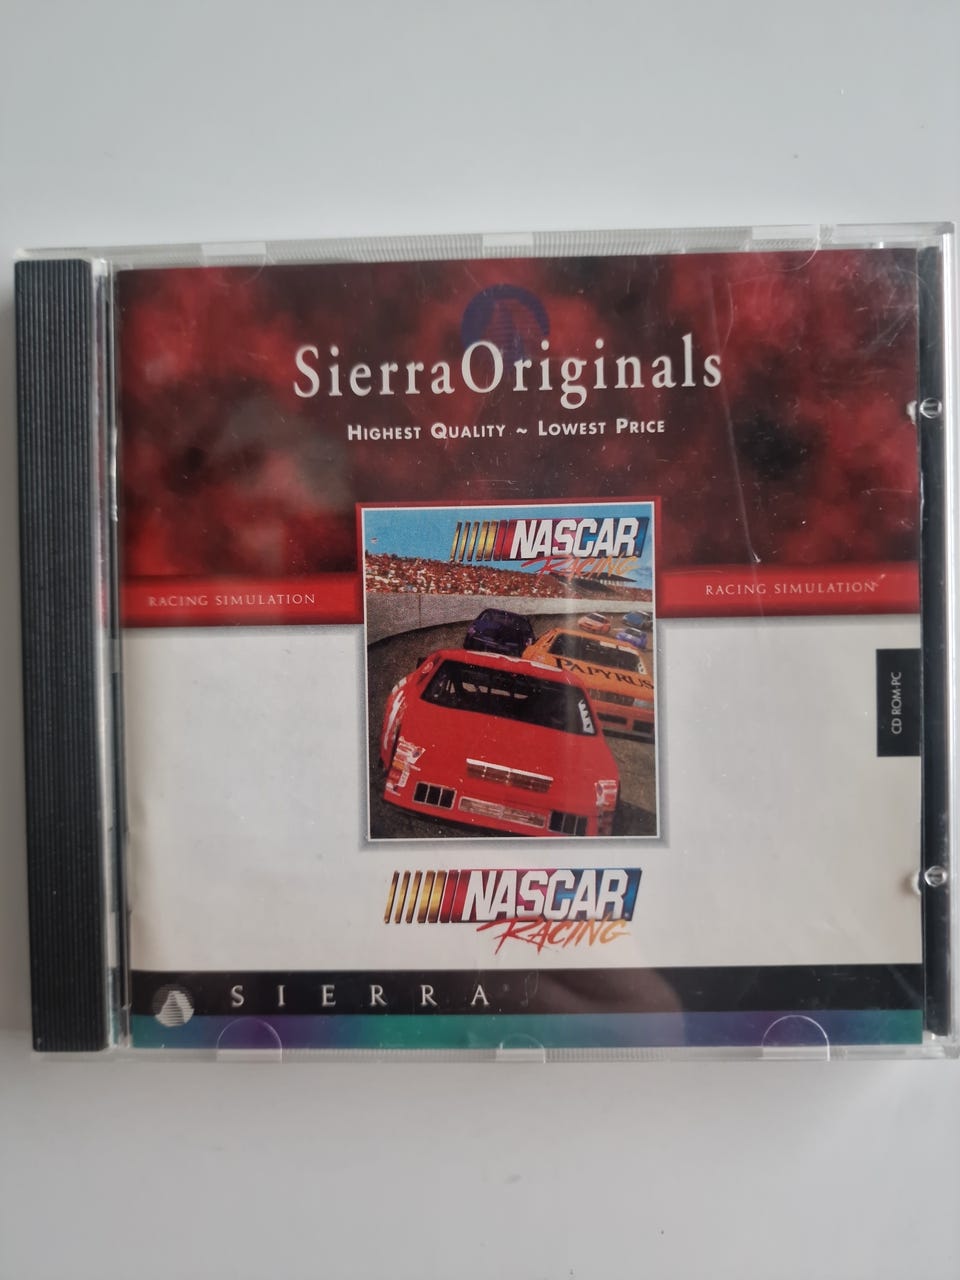 SierraOriginals
HIGHEST QUALITY ~ LOWEST PRICE
NASCAR
RACING
RACING SIMULATION
RACING SIMULATION
PAPYRUS
CD ROM-PC
NASCAR
RACING
SIERRA